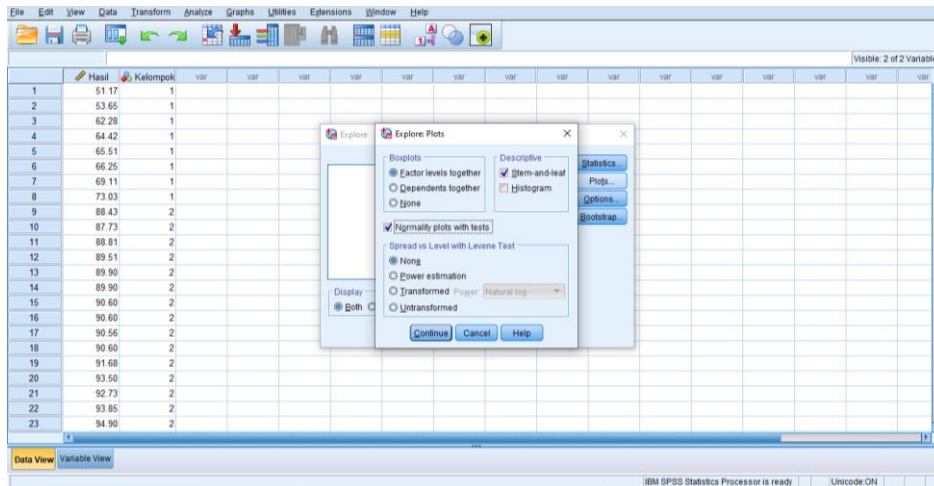 File Edit View Data Transform Analyze Graphs Utilities Extensions Window Help
Visible: 2 of 2 Variable
Hasil Kelompok var var var var var var var var var var var var var
1 51.17 1
2 53.65 1
3 62.28 1
4 64.42 1
5 65.51 1
6 66.25 1
7 69.11 1
8 73.03 1
9 88.43 2
10 87.73 2
11 88.81 2
12 89.51 2
13 89.90 2
14 89.90 2
15 90.60 2
16 90.60 2
17 90.56 2
18 90.60 2
19 91.68 2
20 93.50 2
21 92.73 2
22 93.85 2
23 94.90 2
Explore
Statistics...
Plots...
Options...
Bootstrap...
Display
Both
Explore: Plots
Boxplots
Factor levels together
Dependents together
None
Descriptive
Stem-and-leaf
Histogram
Normality plots with tests
Spread vs Level with Levene Test
None
Power estimation
Transformed Power: Natural log
Untransformed
Continue Cancel Help
Data View Variable View
IBM SPSS Statistics Processor is ready Unicode:ON